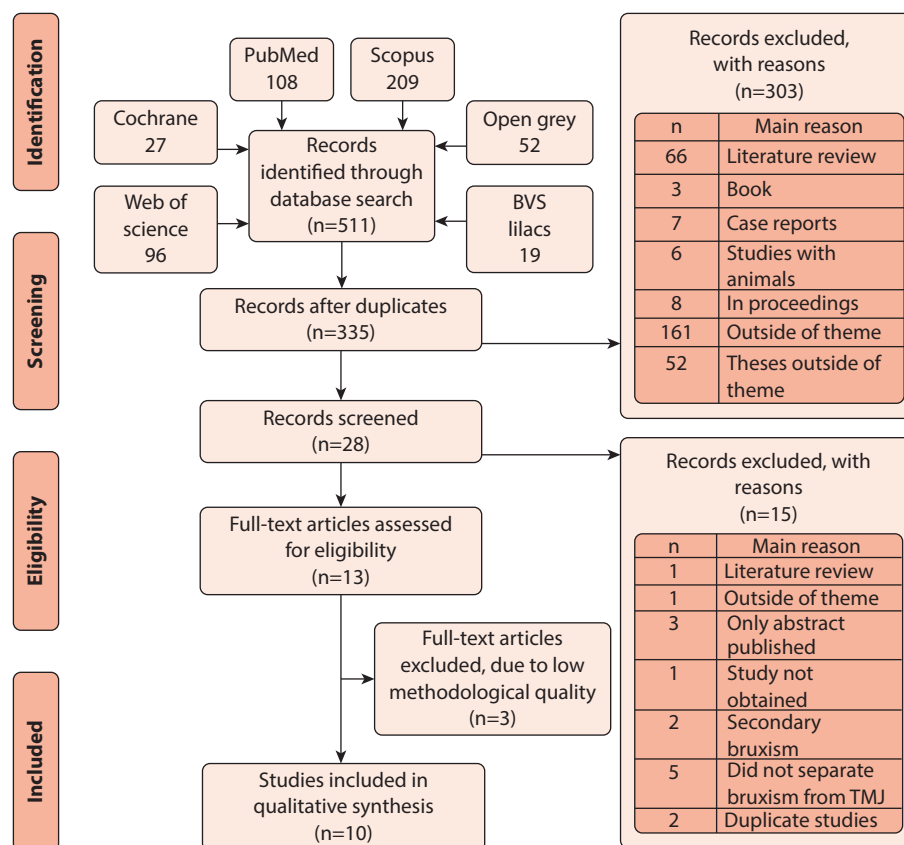 Identification
Screening
Eligibility
Included
PubMed
108
Scopus
209
Cochrane
27
Open grey
52
Web of
science
96
BVS
lilacs
19
Records
identified through
database search
(n=511)
Records after duplicates
(n=335)
Records screened
(n=28)
Full-text articles assessed
for eligibility
(n=13)
Full-text articles
excluded, due to low
methodological quality
(n=3)
Studies included in
qualitative synthesis
(n=10)
Records excluded,
with reasons
(n=303)
n Main reason
66 Literature review
3 Book
7 Case reports
6 Studies with
animals
8 In proceedings
161 Outside of theme
52 Theses outside of
theme
Records excluded, with
reasons
(n=15)
n Main reason
1 Literature review
1 Outside of theme
3 Only abstract
published
1 Study not
obtained
2 Secondary
bruxism
5 Did not separate
bruxism from TMJ
2 Duplicate studies